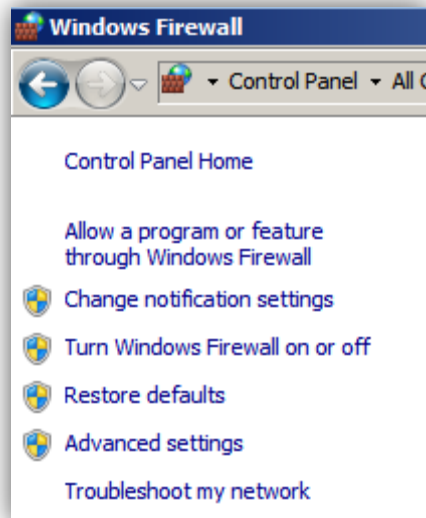 Windows Firewall
Control Panel All
Control Panel Home
Allow a program or feature
through Windows Firewall
Change notification settings
Turn Windows Firewall on or off
Restore defaults
Advanced settings
Troubleshoot my network